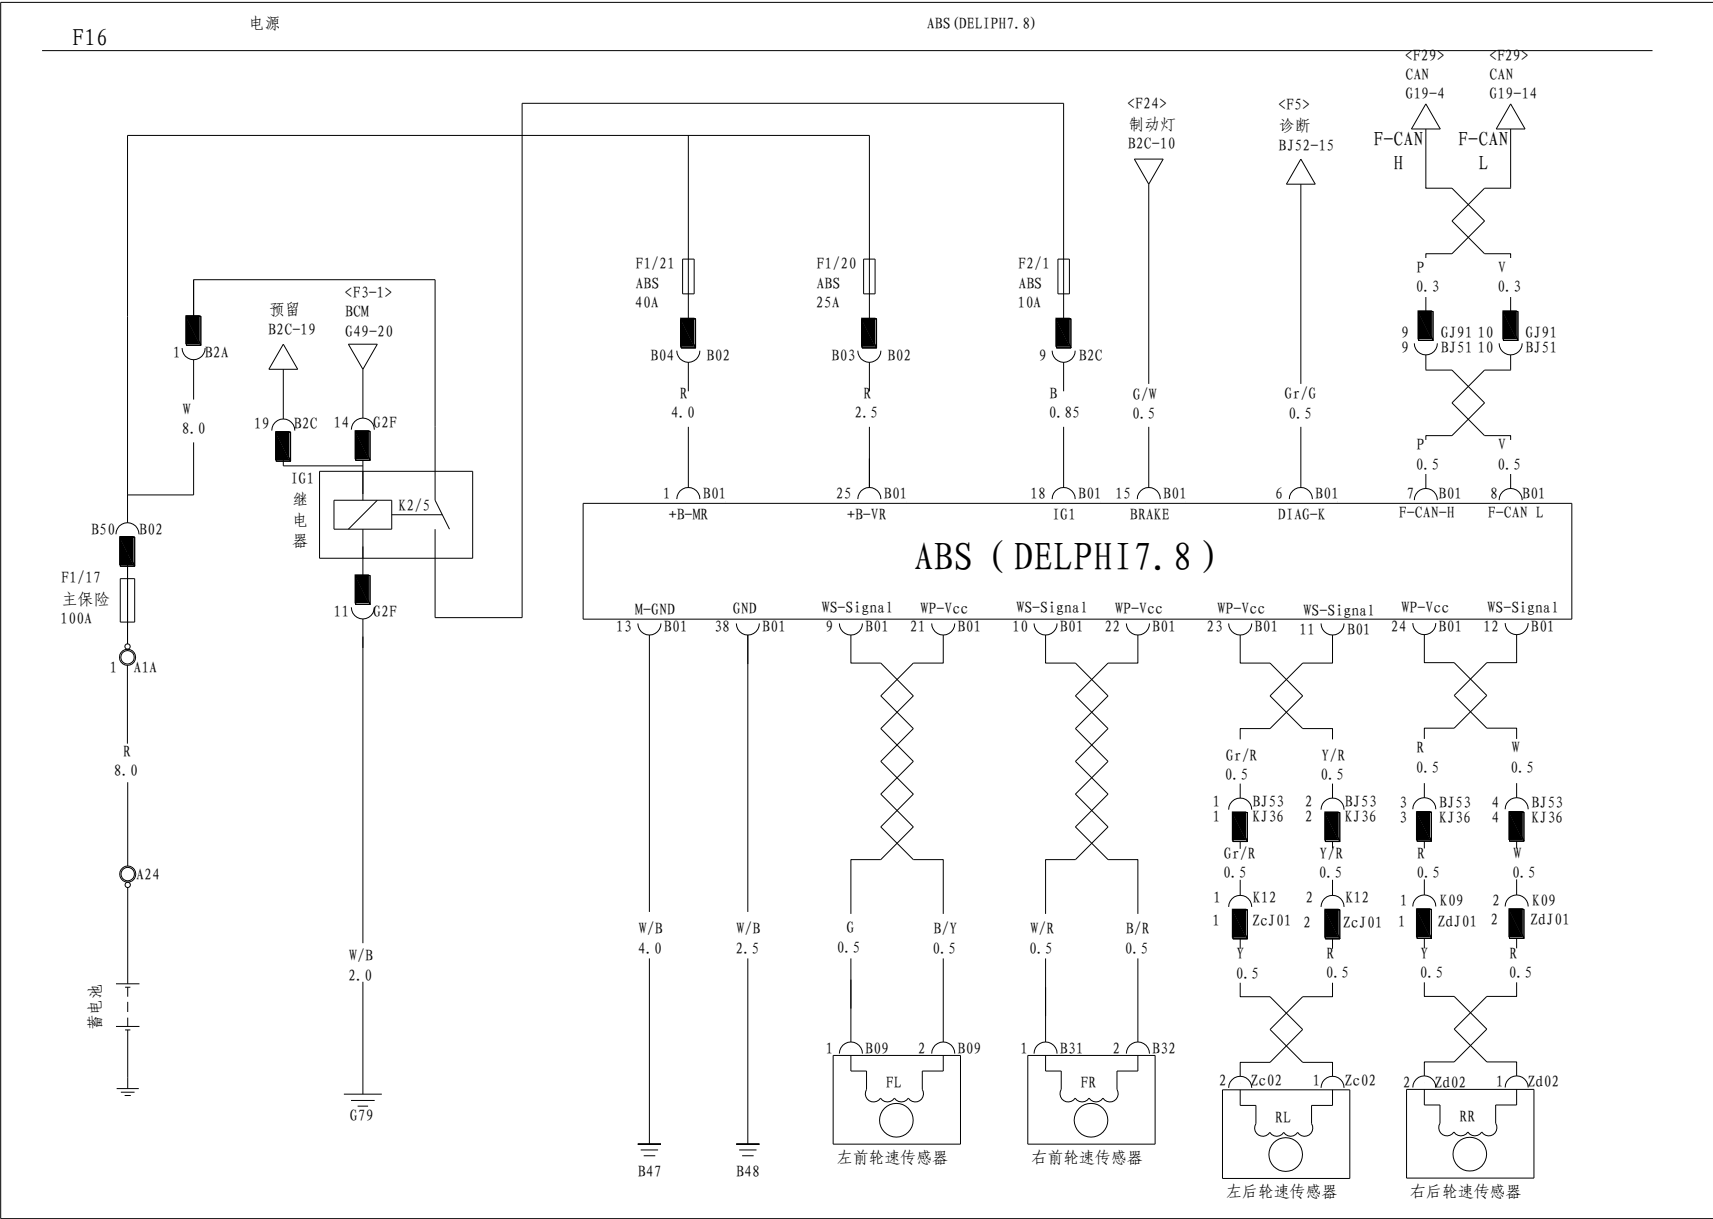 F16
电源
ABS(DELIPH7.8)
<F29>
CAN
G19-4
<F29>
CAN
G19-14
F-CAN
H
F-CAN
L
<F24>
制动灯
B2C-10
<F5>
诊断
BJ52-15
P
0.3
V
0.3
9 GJ91
9 BJ51
10 GJ91
10 BJ51
P
0.5
V
0.5
F1/21
ABS
40A
F1/20
ABS
25A
F2/1
ABS
10A
B04 B02
B03 B02
9 B2C
R
4.0
R
2.5
B
0.85
G/W
0.5
Gr/G
0.5
预留
B2C-19
<F3-1>
BCM
G49-20
1 B2A
W
8.0
19 B2C
14 G2F
IG1
继
电
器
K2/5
11 G2F
B50 B02
F1/17
主保险
100A
1 A1A
R
8.0
A24
蓄电池
W/B
2.0
G79
1 B01
25 B01
18 B01
15 B01
6 B01
7 B01
8 B01
+B-MR
+B-VR
IG1
BRAKE
DIAG-K
F-CAN-H
F-CAN L
ABS (DELPHI7.8)
M-GND
GND
WS-Signal
WP-Vcc
WS-Signal
WP-Vcc
WP-Vcc
WS-Signal
WP-Vcc
WS-Signal
13 B01
38 B01
9 B01
21 B01
10 B01
22 B01
23 B01
11 B01
24 B01
12 B01
Gr/R
0.5
Y/R
0.5
R
0.5
W
0.5
1 BJ53
1 KJ36
2 BJ53
2 KJ36
3 BJ53
3 KJ36
4 BJ53
4 KJ36
Gr/R
0.5
Y/R
0.5
R
0.5
W
0.5
1 K12
1 ZcJ01
2 K12
2 ZcJ01
1 K09
1 ZdJ01
2 K09
2 ZdJ01
Y
0.5
R
0.5
Y
0.5
R
0.5
W/B
4.0
W/B
2.5
G
0.5
B/Y
0.5
W/R
0.5
B/R
0.5
1 B09
2 B09
1 B31
2 B32
2 Zc02
1 Zc02
2 Zd02
1 Zd02
FL
FR
RL
RR
B47
B48
左前轮速传感器
右前轮速传感器
左后轮速传感器
右后轮速传感器